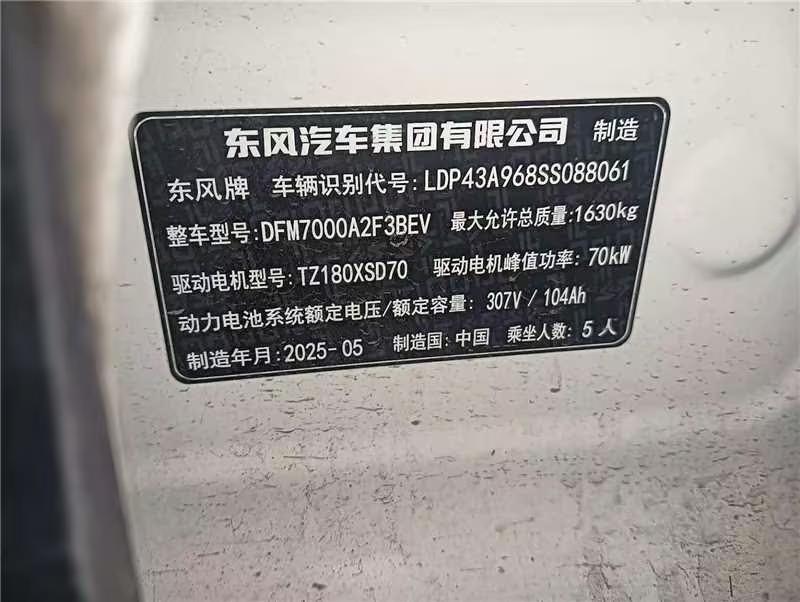 东风汽车集团有限公司 制造
东风牌 车辆识别代号:LDP43A968SS088061
整车型号:DFM7000A2F3BEV 最大允许总质量:1630kg
驱动电机型号:TZ180XSD70 驱动电机峰值功率:70kW
动力电池系统额定电压/额定容量:307V/104Ah
制造年月:2025-05 制造国:中国 乘坐人数:5人